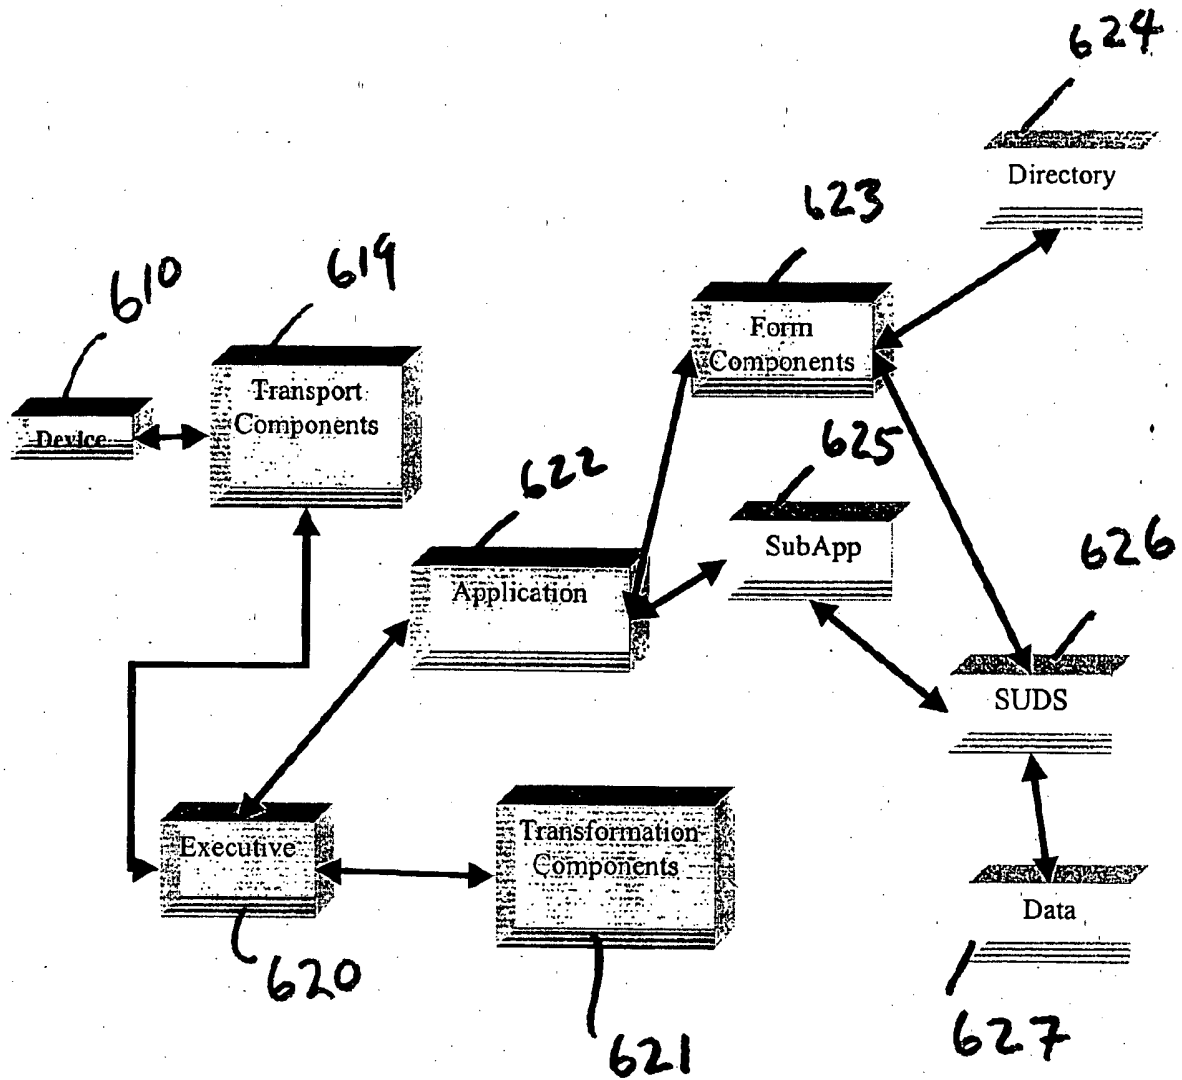 624
Directory
623
Form
Components
610
619
Transport
Components
Device
622
625
SubApp
Application
626
SUDS
Executive
Transformation
Components
Data
620
621
627